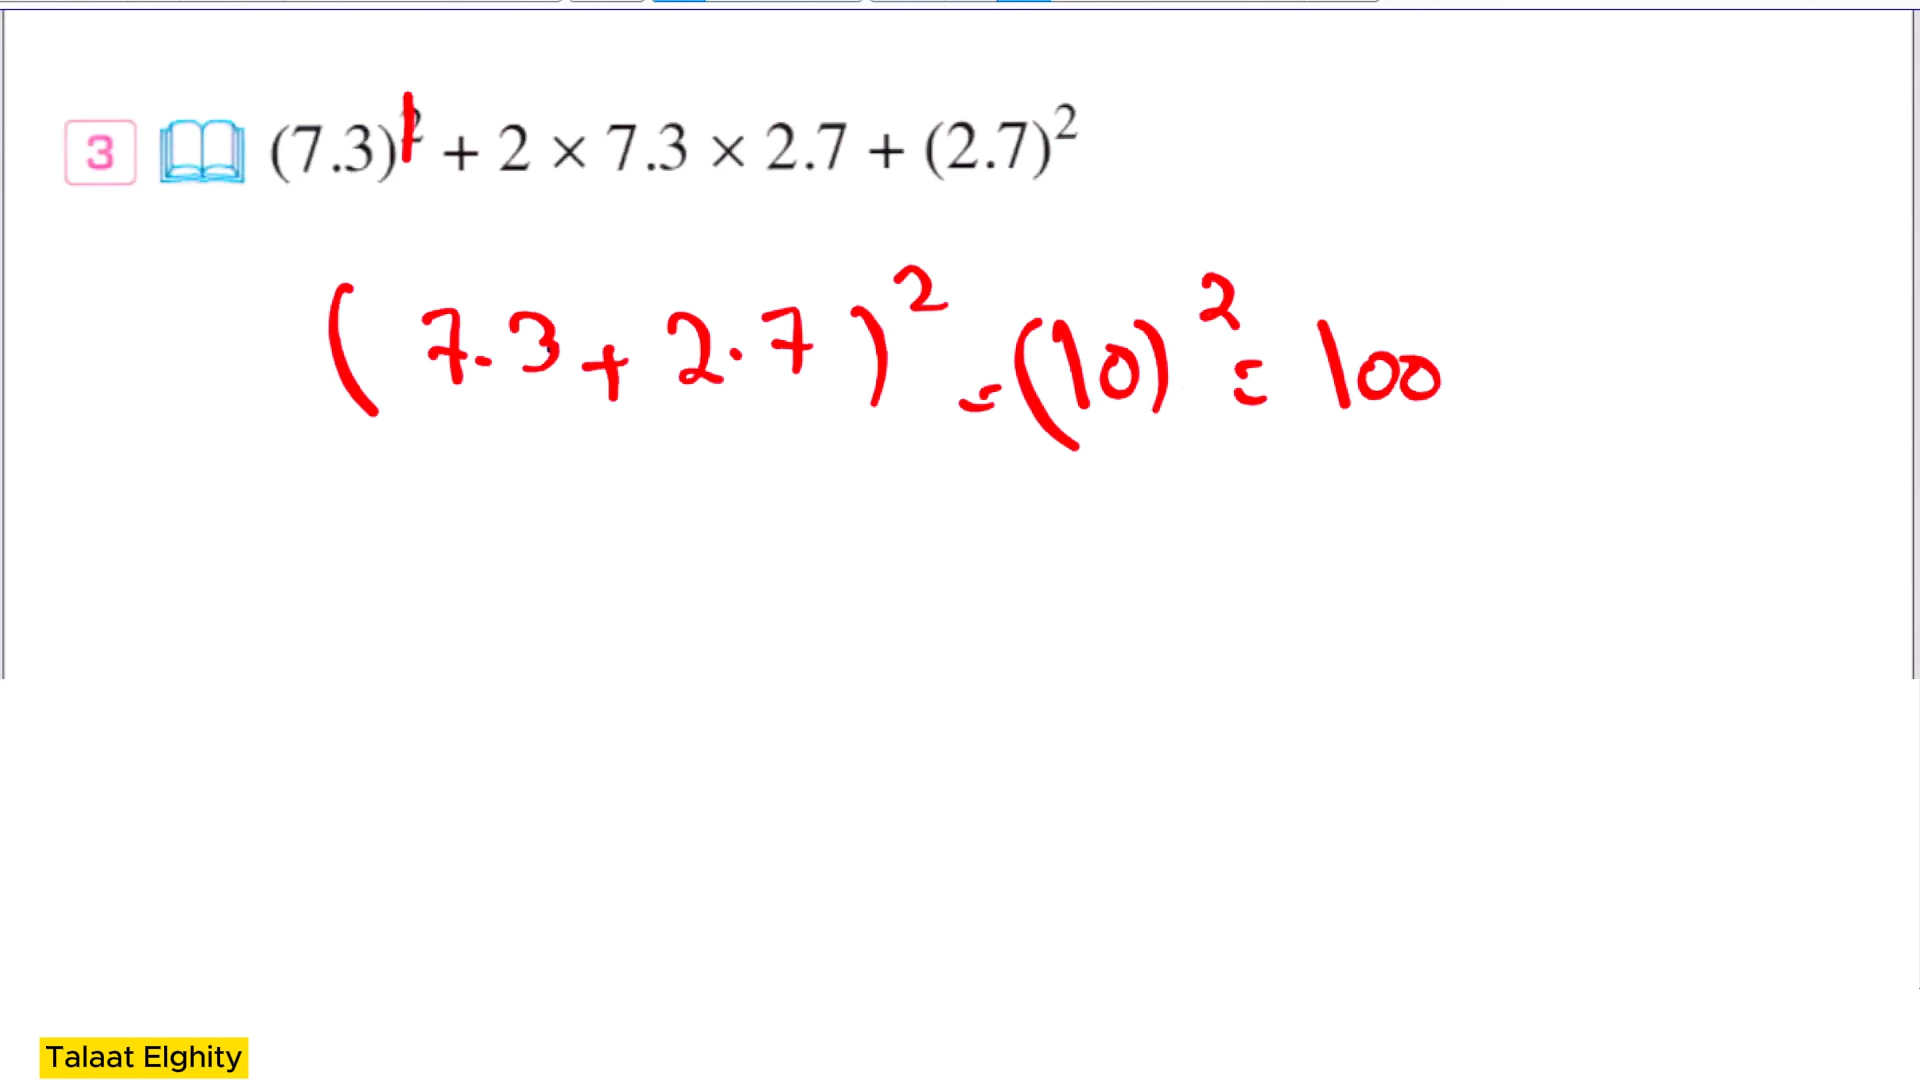 3 (7.3)² + 2 × 7.3 × 2.7 + (2.7)²
(7.3 + 2.7)² = (10)² = 100
Talaat Elghity